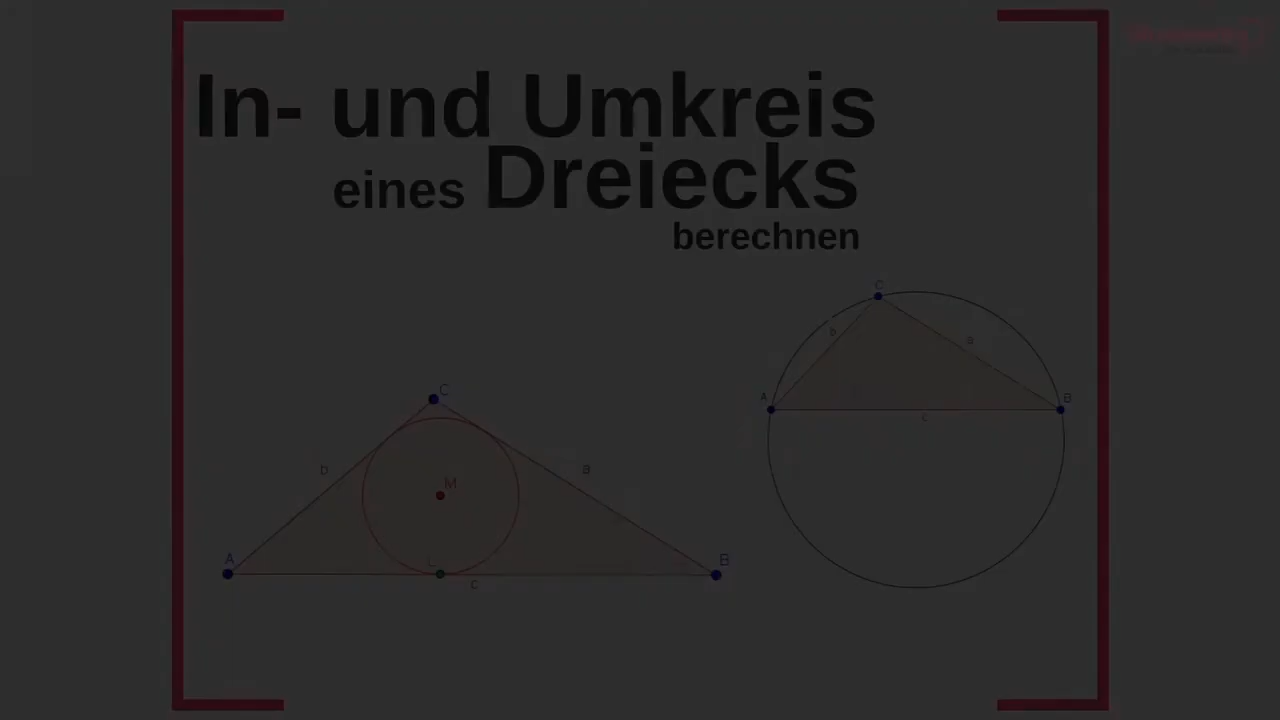 In- und Umkreis
eines Dreiecks
berechnen
C
b
a
A
B
c
C
b
a
M
A
L
B
c